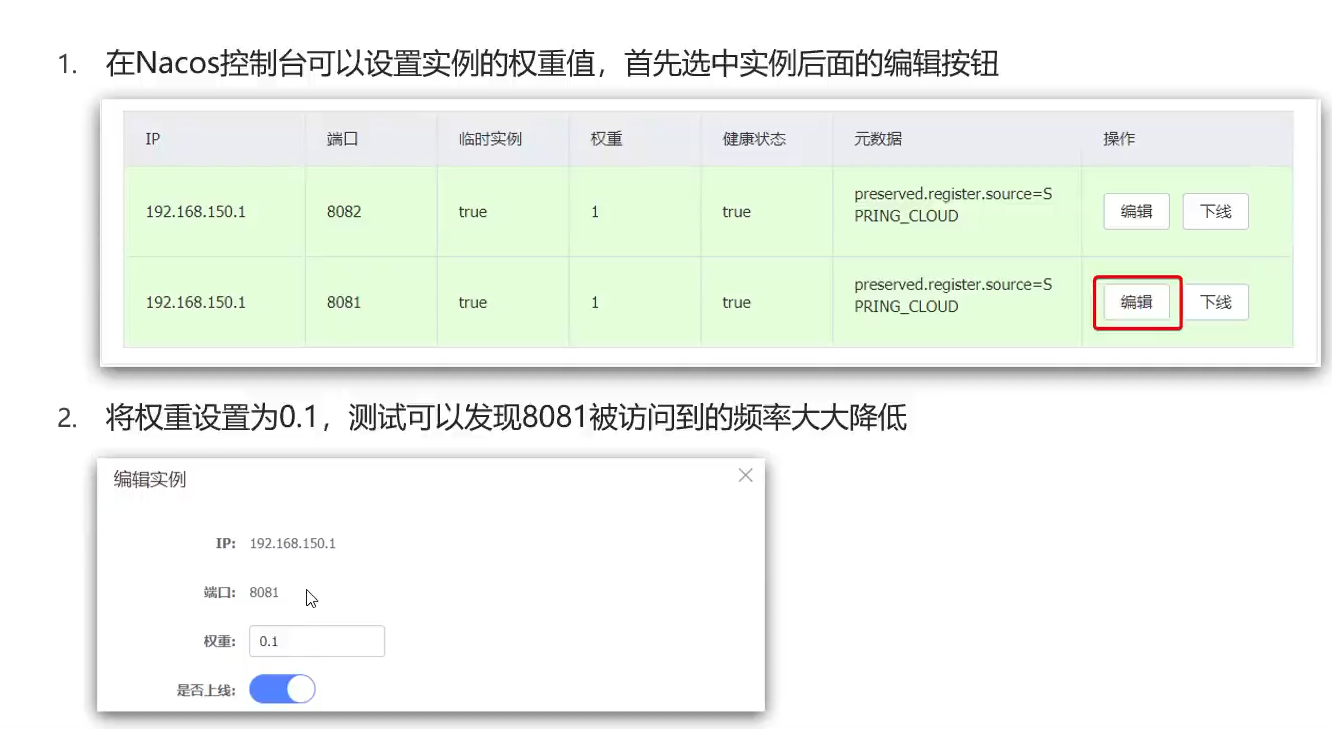 1. 在Nacos控制台可以设置实例的权重值，首先选中实例后面的编辑按钮
IP 端口 临时实例 权重 健康状态 元数据 操作
192.168.150.1 8082 true 1 true preserved.register.source=S 编辑 下线
PRING_CLOUD
192.168.150.1 8081 true 1 true preserved.register.source=S 编辑 下线
PRING_CLOUD
2. 将权重设置为0.1，测试可以发现8081被访问到的频率大大降低
编辑实例
IP: 192.168.150.1
端口: 8081
权重: 0.1
是否上线: